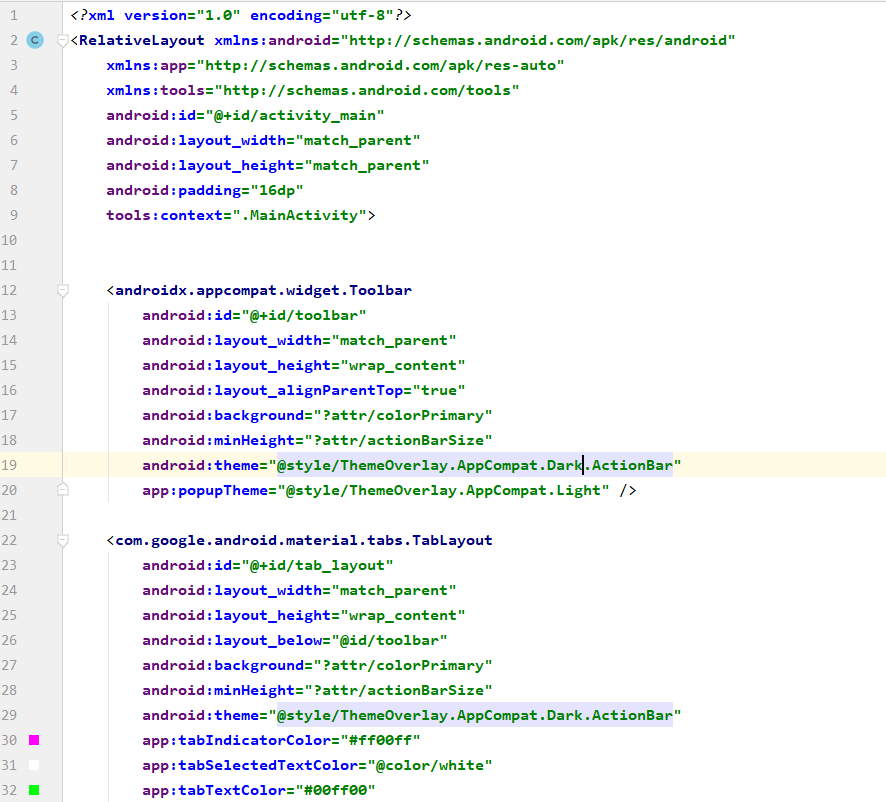 1 <?xml version="1.0" encoding="utf-8"?>
2 C <RelativeLayout xmlns:android="http://schemas.android.com/apk/res/android"
3 xmlns:app="http://schemas.android.com/apk/res-auto"
4 xmlns:tools="http://schemas.android.com/tools"
5 android:id="@+id/activity_main"
6 android:layout_width="match_parent"
7 android:layout_height="match_parent"
8 android:padding="16dp"
9 tools:context=".MainActivity">
10
11
12 <androidx.appcompat.widget.Toolbar
13 android:id="@+id/toolbar"
14 android:layout_width="match_parent"
15 android:layout_height="wrap_content"
16 android:layout_alignParentTop="true"
17 android:background="?attr/colorPrimary"
18 android:minHeight="?attr/actionBarSize"
19 android:theme="@style/ThemeOverlay.AppCompat.Dark.ActionBar"
20 app:popupTheme="@style/ThemeOverlay.AppCompat.Light" />
21
22 <com.google.android.material.tabs.TabLayout
23 android:id="@+id/tab_layout"
24 android:layout_width="match_parent"
25 android:layout_height="wrap_content"
26 android:layout_below="@id/toolbar"
27 android:background="?attr/colorPrimary"
28 android:minHeight="?attr/actionBarSize"
29 android:theme="@style/ThemeOverlay.AppCompat.Dark.ActionBar"
30 app:tabIndicatorColor="#ff00ff"
31 app:tabSelectedTextColor="@color/white"
32 app:tabTextColor="#00ff00"